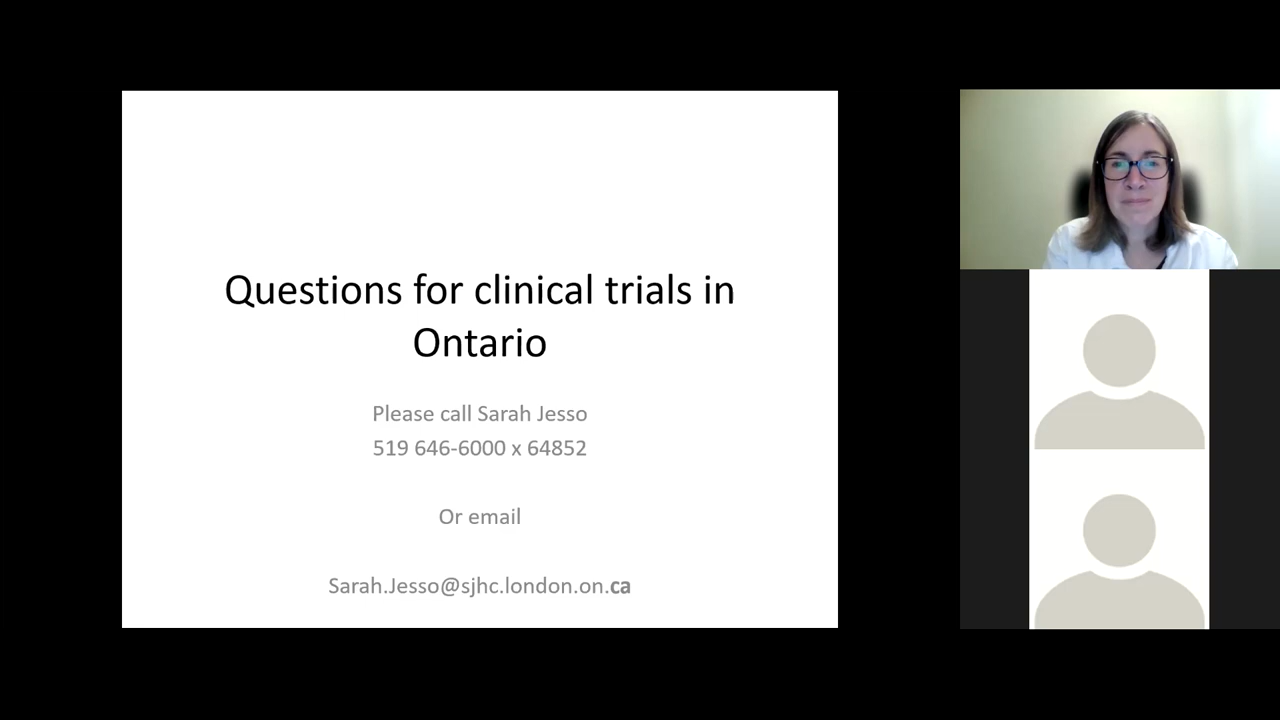 Questions for clinical trials in
Ontario
Please call Sarah Jesso
519 646-6000 x 64852
Or email
Sarah.Jesso@sjhc.london.on.ca